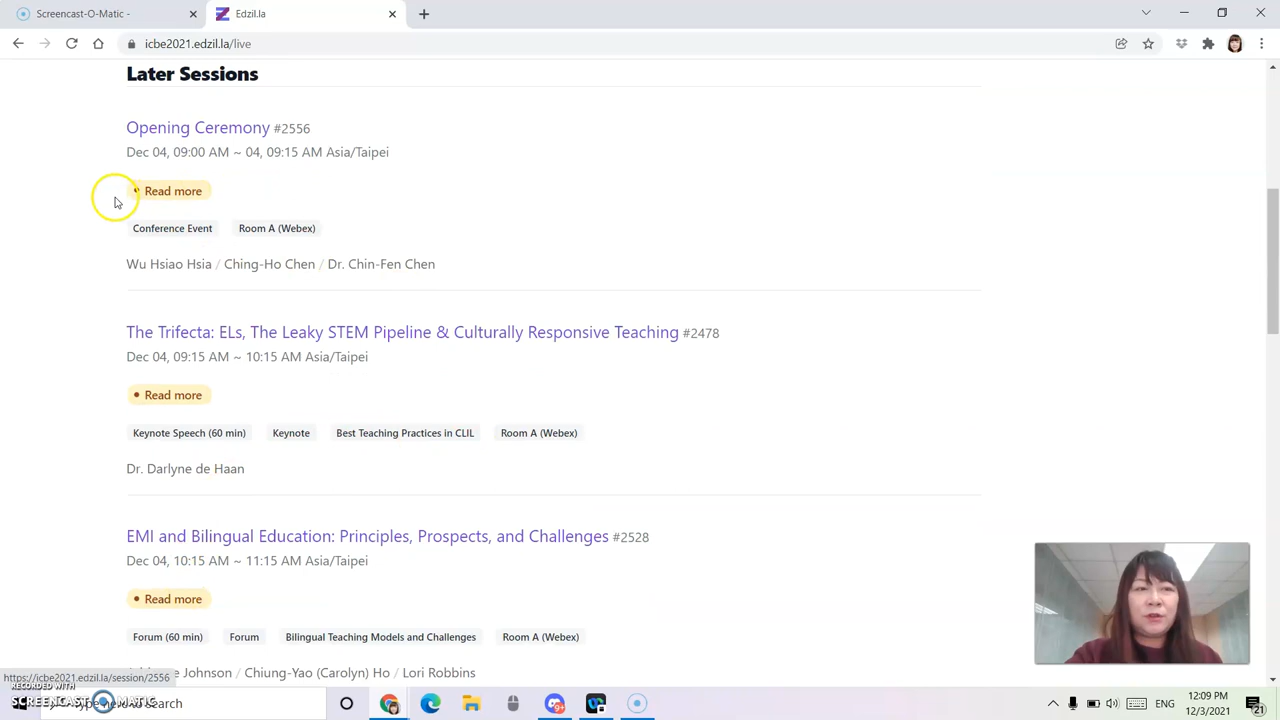 Screencast-O-Matic -
Edzil.la
icbe2021.edzil.la/live
Later Sessions
Opening Ceremony #2556
Dec 04, 09:00 AM ~ 04, 09:15 AM Asia/Taipei
Read more
Conference Event Room A (Webex)
Wu Hsiao Hsia / Ching-Ho Chen / Dr. Chin-Fen Chen
The Trifecta: ELs, The Leaky STEM Pipeline & Culturally Responsive Teaching #2478
Dec 04, 09:15 AM ~ 10:15 AM Asia/Taipei
Read more
Keynote Speech (60 min) Keynote Best Teaching Practices in CLIL Room A (Webex)
Dr. Darlyne de Haan
EMI and Bilingual Education: Principles, Prospects, and Challenges #2528
Dec 04, 10:15 AM ~ 11:15 AM Asia/Taipei
Read more
Forum (60 min) Forum Bilingual Teaching Models and Challenges Room A (Webex)
Johnson / Chiung-Yao (Carolyn) Ho / Lori Robbins
https://icbe2021.edzil.la/session/2556
RECORDED WITH
SCREENCAST MATIC
search
ENG
12:09 PM
12/3/2021
21